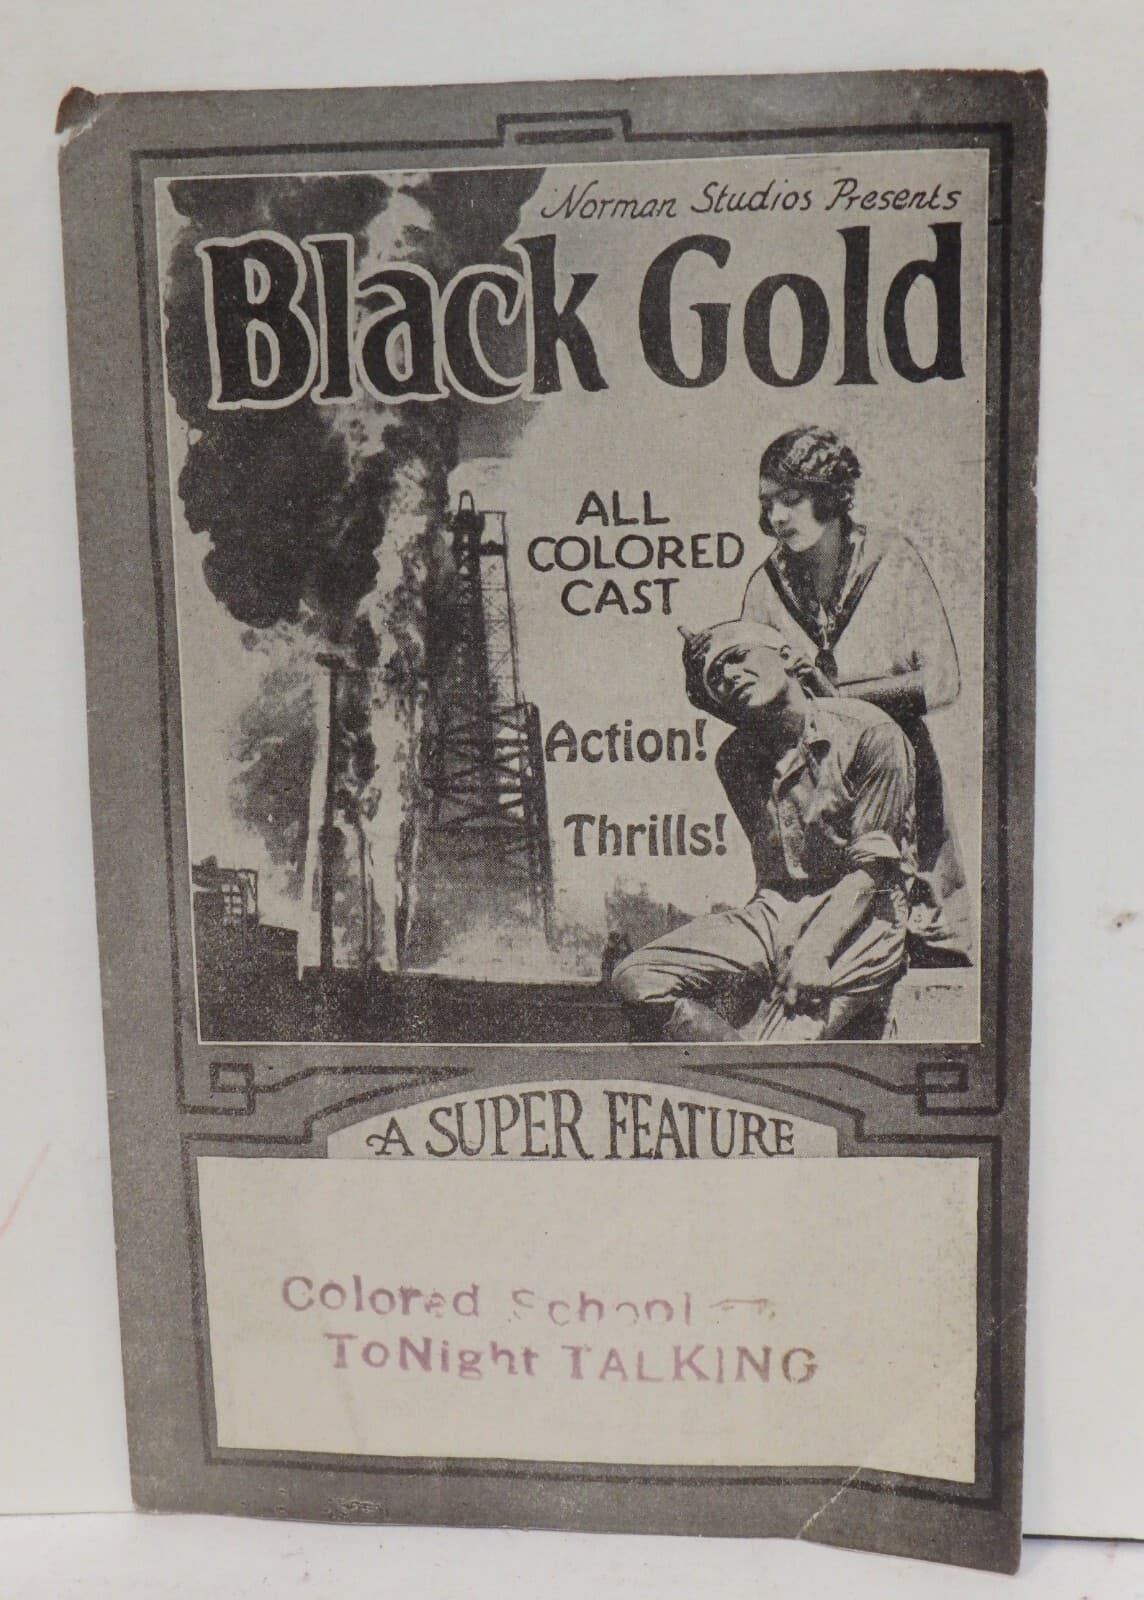 Norman Studios Presents
Black Gold
ALL
COLORED
CAST
Action!
Thrills!
A SUPER FEATURE
Colored School
ToNight TALKING